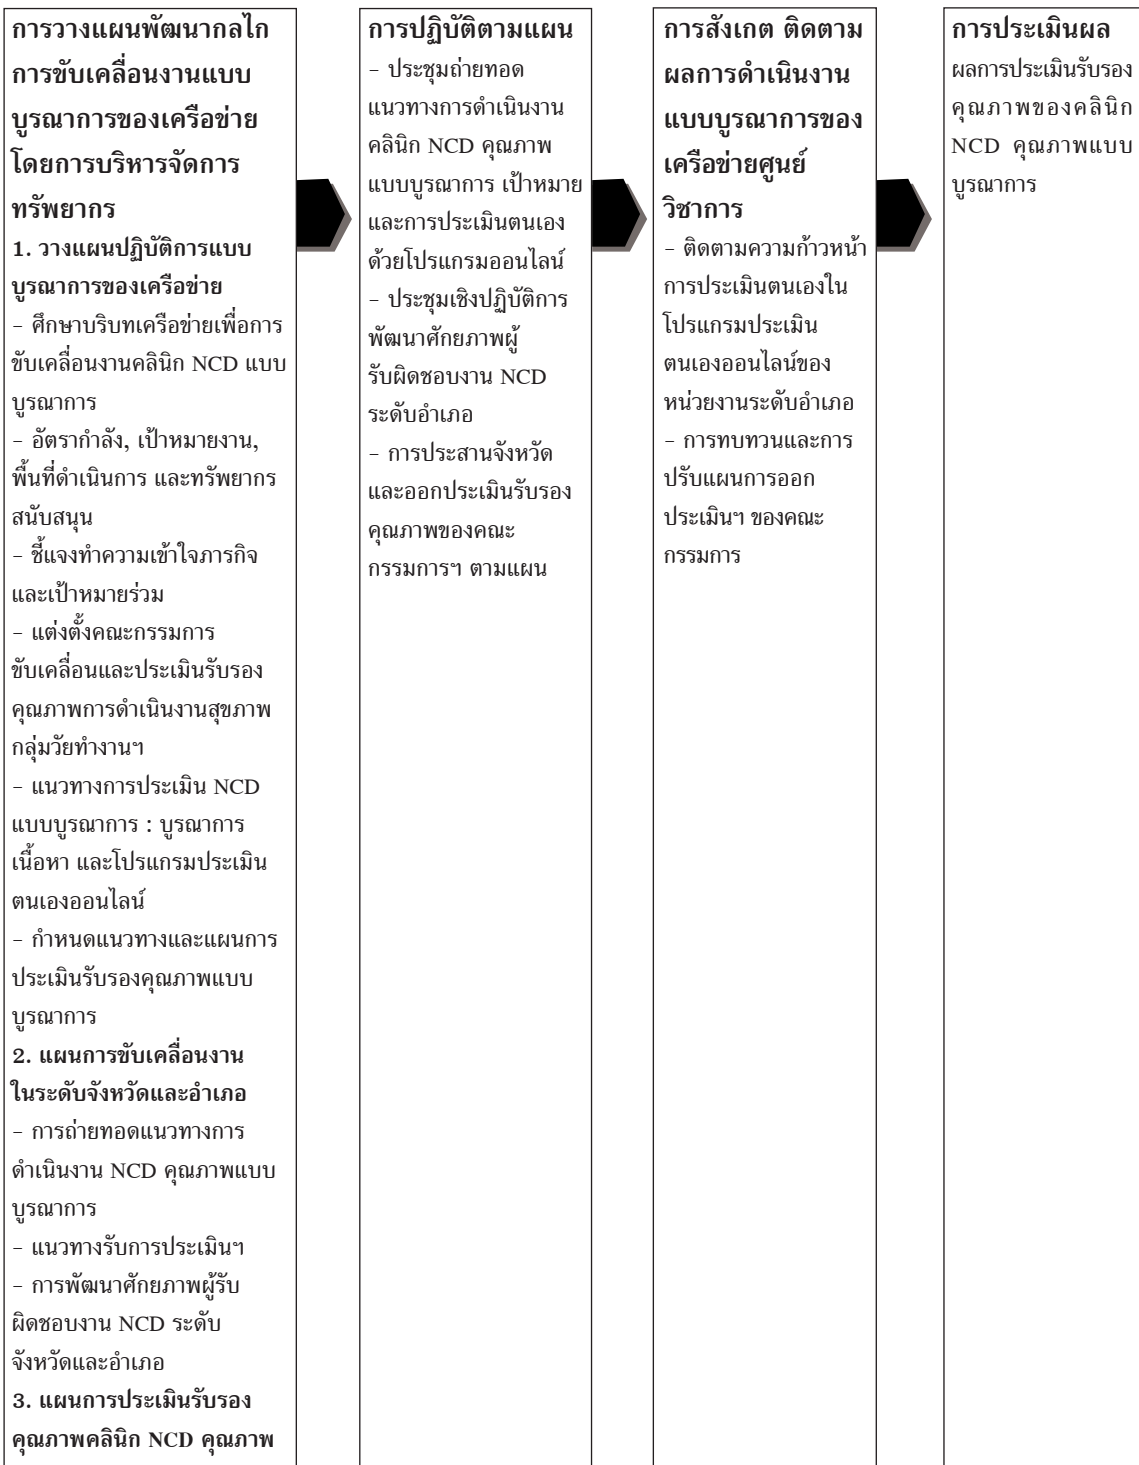 การวางแผนพัฒนากลไก
การขับเคลื่อนงานแบบ
บูรณาการของเครือข่าย
โดยการบริหารจัดการ
ทรัพยากร
1. วางแผนปฏิบัติการแบบ
บูรณาการของเครือข่าย
- ศึกษาบริบทเครือข่ายเพื่อการ
ขับเคลื่อนงานคลินิก NCD แบบ
บูรณาการ
- อัตรากำลัง, เป้าหมายงาน,
พื้นที่ดำเนินการ และทรัพยากร
สนับสนุน
- ชี้แจงทำความเข้าใจภารกิจ
และเป้าหมายร่วม
- แต่งตั้งคณะกรรมการ
ขับเคลื่อนและประเมินรับรอง
คุณภาพการดำเนินงานสุขภาพ
กลุ่มวัยทำงานฯ
- แนวทางการประเมิน NCD
แบบบูรณาการ : บูรณาการ
เนื้อหา และโปรแกรมประเมิน
ตนเองออนไลน์
- กำหนดแนวทางและแผนการ
ประเมินรับรองคุณภาพแบบ
บูรณาการ
2. แผนการขับเคลื่อนงาน
ในระดับจังหวัดและอำเภอ
- การถ่ายทอดแนวทางการ
ดำเนินงาน NCD คุณภาพแบบ
บูรณาการ
- แนวทางรับการประเมินฯ
- การพัฒนาศักยภาพผู้รับ
ผิดชอบงาน NCD ระดับ
จังหวัดและอำเภอ
3. แผนการประเมินรับรอง
คุณภาพคลินิก NCD คุณภาพ
การปฏิบัติตามแผน
- ประชุมถ่ายทอด
แนวทางการดำเนินงาน
คลินิก NCD คุณภาพ
แบบบูรณาการ เป้าหมาย
และการประเมินตนเอง
ด้วยโปรแกรมออนไลน์
- ประชุมเชิงปฏิบัติการ
พัฒนาศักยภาพผู้
รับผิดชอบงาน NCD
ระดับอำเภอ
- การประสานจังหวัด
และออกประเมินรับรอง
คุณภาพของคณะ
กรรมการฯ ตามแผน
การสังเกต ติดตาม
ผลการดำเนินงาน
แบบบูรณาการของ
เครือข่ายศูนย์
วิชาการ
- ติดตามความก้าวหน้า
การประเมินตนเองใน
โปรแกรมประเมิน
ตนเองออนไลน์ของ
หน่วยงานระดับอำเภอ
- การทบทวนและการ
ปรับแผนการออก
ประเมินฯ ของคณะ
กรรมการ
การประเมินผล
ผลการประเมินรับรอง
คุณภาพของคลินิก
NCD คุณภาพแบบ
บูรณาการ